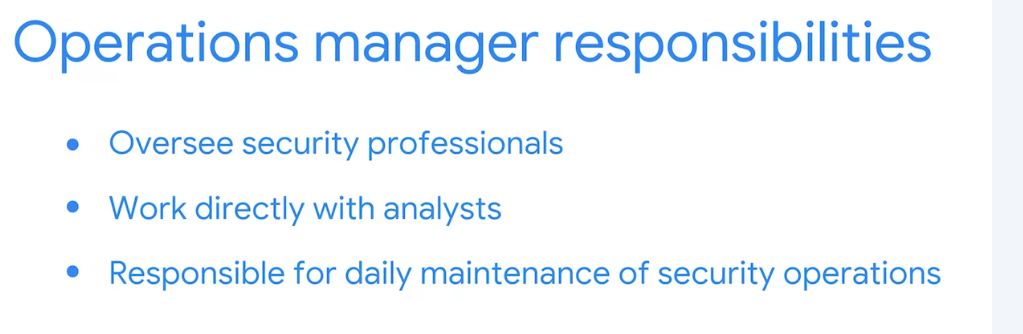 Operations manager responsibilities
• Oversee security professionals
• Work directly with analysts
• Responsible for daily maintenance of security operations